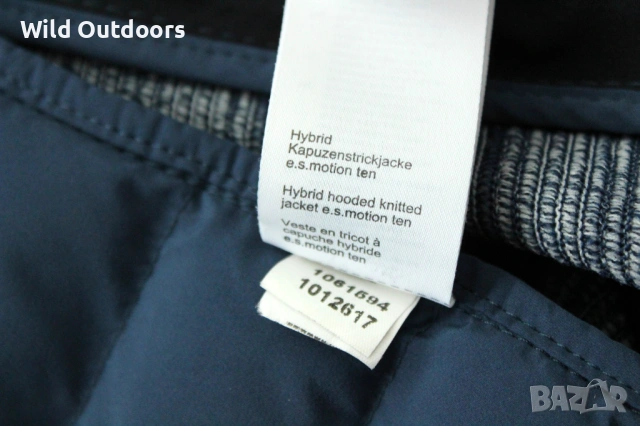 Wild Outdoors
Hybrid
Kapuzenstrickjacke
e.s.motion ten
Hybrid hooded knitted
jacket e.s.motion ten
Veste en tricot à
capuche hybride
e.s.motion ten
1061594
1012617
BAZAR